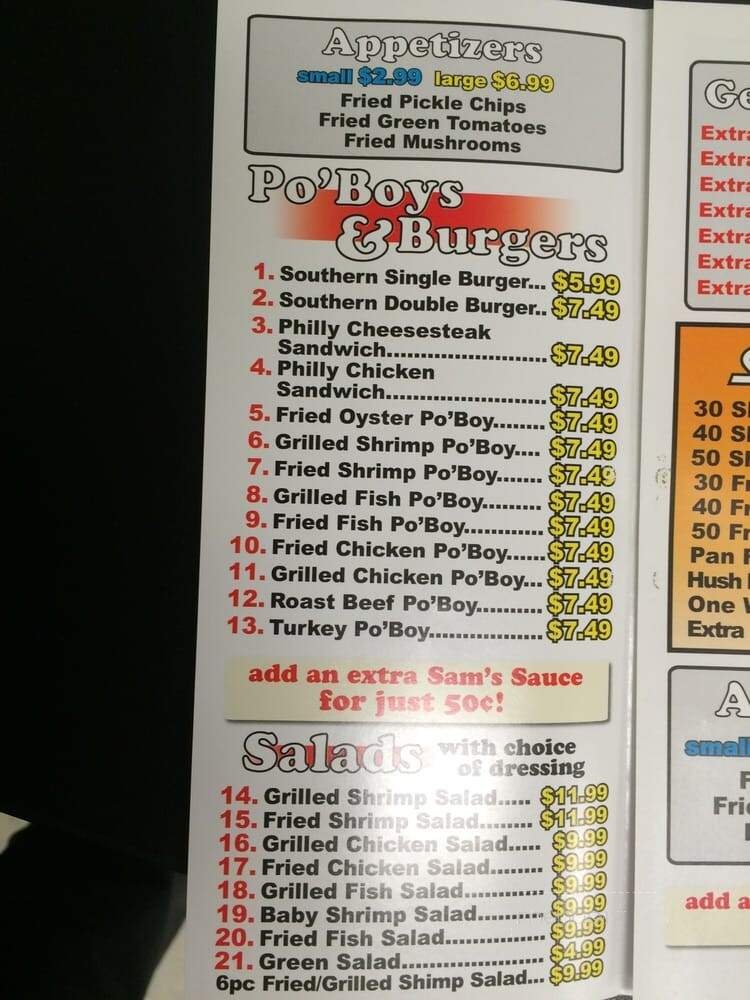 Appetizers
small $2.99 large $6.99
Fried Pickle Chips
Fried Green Tomatoes
Fried Mushrooms
Po'Boys
& Burgers
1. Southern Single Burger... $5.99
2. Southern Double Burger.. $7.49
3. Philly Cheesesteak
Sandwich....................... $7.49
4. Philly Chicken
Sandwich....................... $7.49
5. Fried Oyster Po'Boy........ $7.49
6. Grilled Shrimp Po'Boy.... $7.49
7. Fried Shrimp Po'Boy....... $7.49
8. Grilled Fish Po'Boy......... $7.49
9. Fried Fish Po'Boy............ $7.49
10. Fried Chicken Po'Boy...... $7.49
11. Grilled Chicken Po'Boy... $7.49
12. Roast Beef Po'Boy.......... $7.49
13. Turkey Po'Boy................. $7.49
add an extra Sam's Sauce
for just 50¢!
Salads with choice
of dressing
14. Grilled Shrimp Salad..... $11.99
15. Fried Shrimp Salad........ $11.99
16. Grilled Chicken Salad..... $9.99
17. Fried Chicken Salad........ $9.99
18. Grilled Fish Salad............ $9.99
19. Baby Shrimp Salad.......... $9.99
20. Fried Fish Salad............... $9.99
21. Green Salad..................... $4.99
6pc Fried/Grilled Shimp Salad... $9.99
Extra
Extra
Extra
Extra
Extra
Extra
Extra
30
40
50
30
40
50
Pan
Hush
One
Extra
small
add